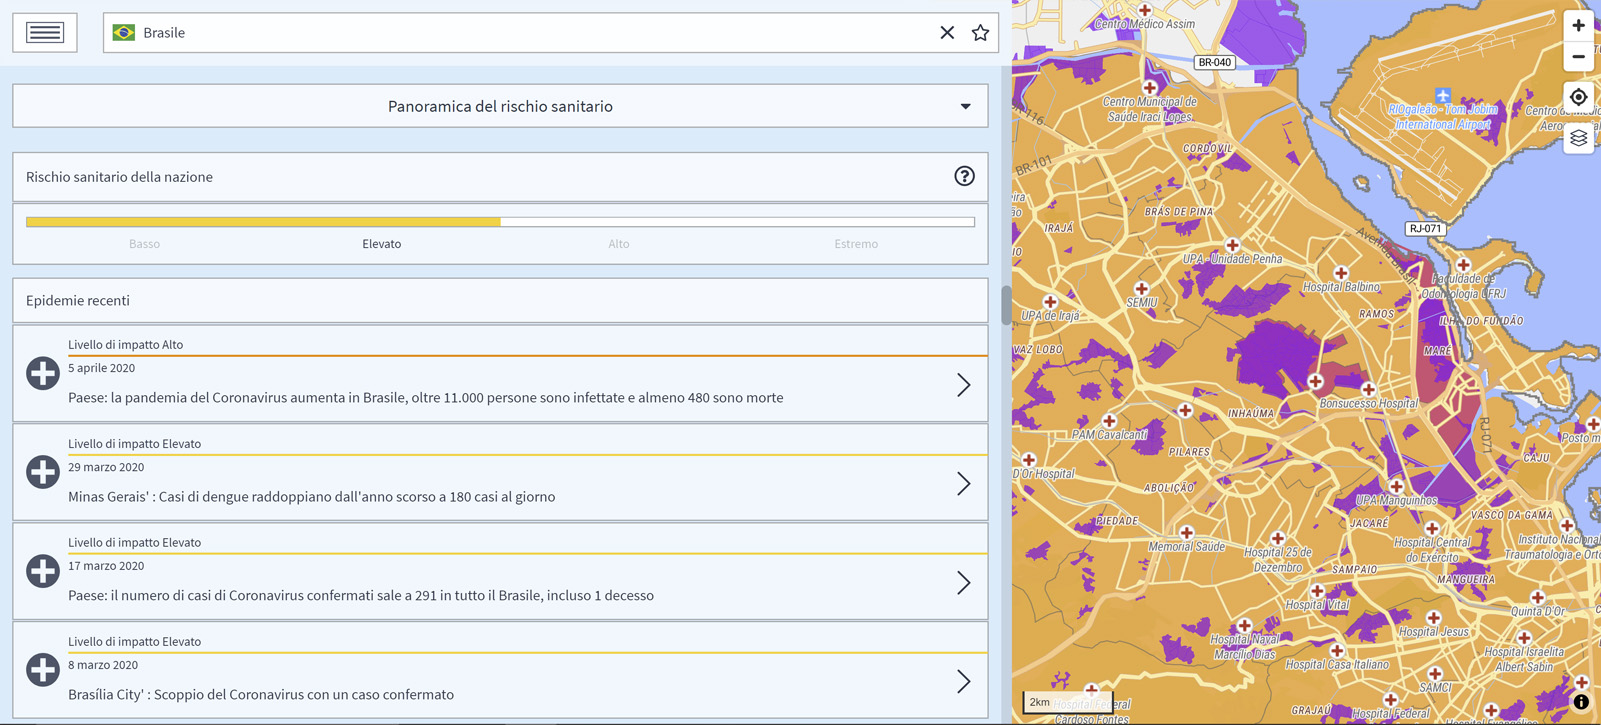 Brasile
Panoramica del rischio sanitario
Rischio sanitario della nazione
Basso
Elevato
Alto
Estremo
Epidemie recenti
Livello di impatto Alto
5 aprile 2020
Paese: la pandemia del Coronavirus aumenta in Brasile, oltre 11.000 persone sono infettate e almeno 480 sono morte
Livello di impatto Elevato
29 marzo 2020
Minas Gerais' : Casi di dengue raddoppiano dall'anno scorso a 180 casi al giorno
Livello di impatto Elevato
17 marzo 2020
Paese: il numero di casi di Coronavirus confermati sale a 291 in tutto il Brasile, incluso 1 decesso
Livello di impatto Elevato
8 marzo 2020
Brasília City' : Scoppio del Coronavirus con un caso confermato
Centro Médico Assim
BR-040
Centro Municipal de
Saúde Iraci Lopes
RIOgaleão - Tom Jobim
International Airport
BR-101
CORDOVIL
BRÁS DE PINA
IRAJÁ
RJ-071
UPA - Unidade Penha
Hospital Balbino
Faculdade de
Odontologia UFRJ
SEMIU
UPA de Irajá
RAMOS
ILHA DO FUNDÃO
VAZ LOBO
MARÉ
Bonsucesso Hospital
INHAÚMA
PAM Cavalcanti
RJ-071
PILARES
D'Or Hospital
CAJU
ABOLIÇÃO
UPA Manguinhos
VASCO DA GAMA
PIEDADE
JACARÉ
Memorial Saúde
Hospital 25 de
Dezembro
Hospital Central
do Exército
SAMPAIO
MANGUEIRA
Hospital Vital
Quinta D'Or
Hospital Jesus
Hospital Naval
Marcílio Dias
Hospital Casa Italiano
Hospital Israelita
Albert Sabin
SAMCI
2km
Hospital Federal
Cardoso Fontes
GRAJAÚ
Hospital Federal